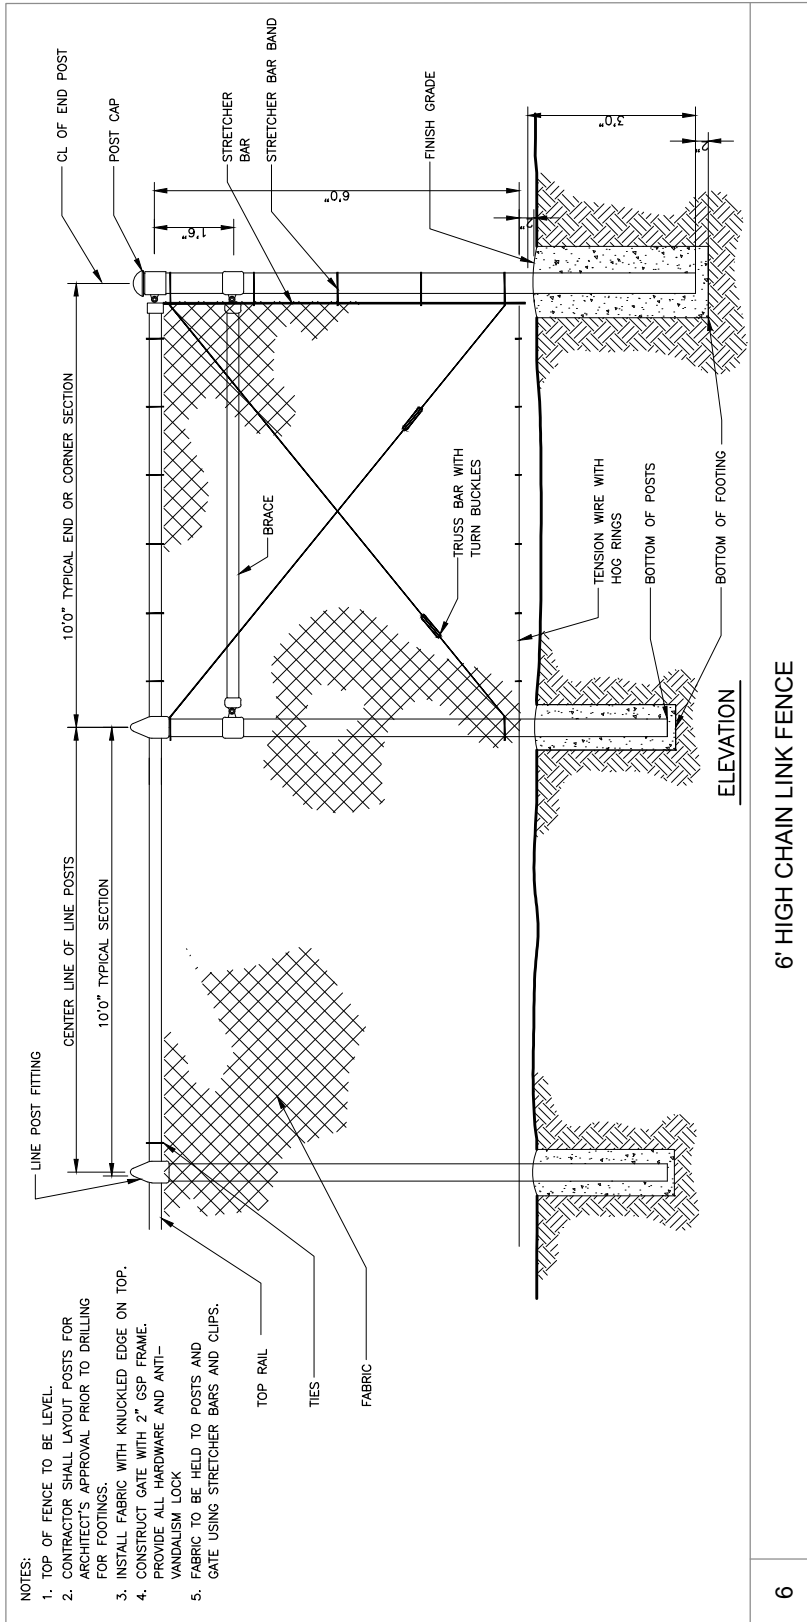 NOTES:
1. TOP OF FENCE TO BE LEVEL.
2. CONTRACTOR SHALL LAYOUT POSTS FOR
ARCHITECT'S APPROVAL PRIOR TO DRILLING
FOR FOOTINGS.
3. INSTALL FABRIC WITH KNUCKLED EDGE ON TOP.
4. CONSTRUCT GATE WITH 2" GSP FRAME.
PROVIDE ALL HARDWARE AND ANTI-
VANDALISM LOCK
5. FABRIC TO BE HELD TO POSTS AND
GATE USING STRETCHER BARS AND CLIPS.
LINE POST FITTING
CENTER LINE OF LINE POSTS
10'0" TYPICAL SECTION
10'0" TYPICAL END OR CORNER SECTION
CL OF END POST
POST CAP
STRETCHER
BAR
STRETCHER BAR BAND
1'6"
6'0"
FINISH GRADE
2"
3'0"
2"
TOP RAIL
TIES
FABRIC
BRACE
TRUSS BAR WITH
TURN BUCKLES
TENSION WIRE WITH
HOG RINGS
BOTTOM OF POSTS
BOTTOM OF FOOTING
ELEVATION
6
6' HIGH CHAIN LINK FENCE